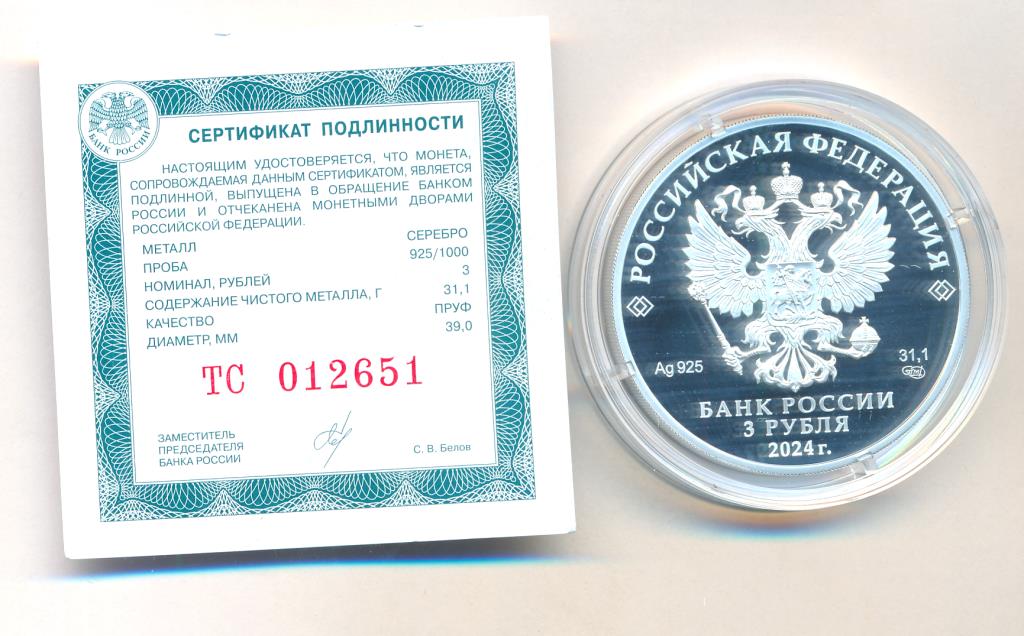 БАНК РОССИИ
СЕРТИФИКАТ ПОДЛИННОСТИ
НАСТОЯЩИМ УДОСТОВЕРЯЕТСЯ, ЧТО МОНЕТА,
СОПРОВОЖДАЕМАЯ ДАННЫМ СЕРТИФИКАТОМ, ЯВЛЯЕТСЯ
ПОДЛИННОЙ, ВЫПУЩЕНА В ОБРАЩЕНИЕ БАНКОМ
РОССИИ И ОТЧЕКАНЕНА МОНЕТНЫМИ ДВОРАМИ
РОССИЙСКОЙ ФЕДЕРАЦИИ.
МЕТАЛЛ СЕРЕБРО
ПРОБА 925/1000
НОМИНАЛ, РУБЛЕЙ 3
СОДЕРЖАНИЕ ЧИСТОГО МЕТАЛЛА, Г 31,1
КАЧЕСТВО ПРУФ
ДИАМЕТР, ММ 39,0
ТС 012651
ЗАМЕСТИТЕЛЬ
ПРЕДСЕДАТЕЛЯ
БАНКА РОССИИ
С. В. Белов
РОССИЙСКАЯ ФЕДЕРАЦИЯ
Ag 925 31,1
БАНК РОССИИ
3 РУБЛЯ
2024 г.